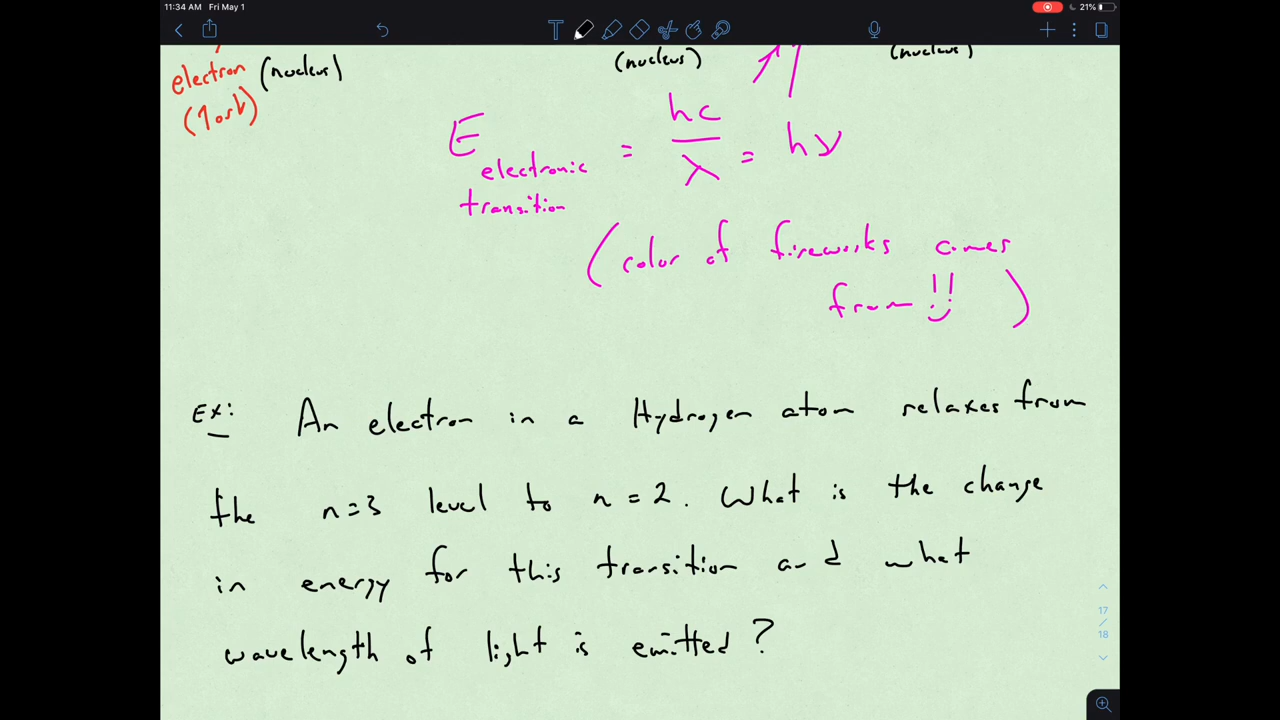 11:34 AM Fri May 1
21%
(nucleus)
(nucleus)
electron (nucleus)
E electronic transition = hc / λ = hν
(color of fireworks comes
from!!)
Ex: An electron in a Hydrogen atom relaxes from
the n=3 level to n=2. What is the change
in energy for this transition and what
wavelength of light is emitted?
17
/
18